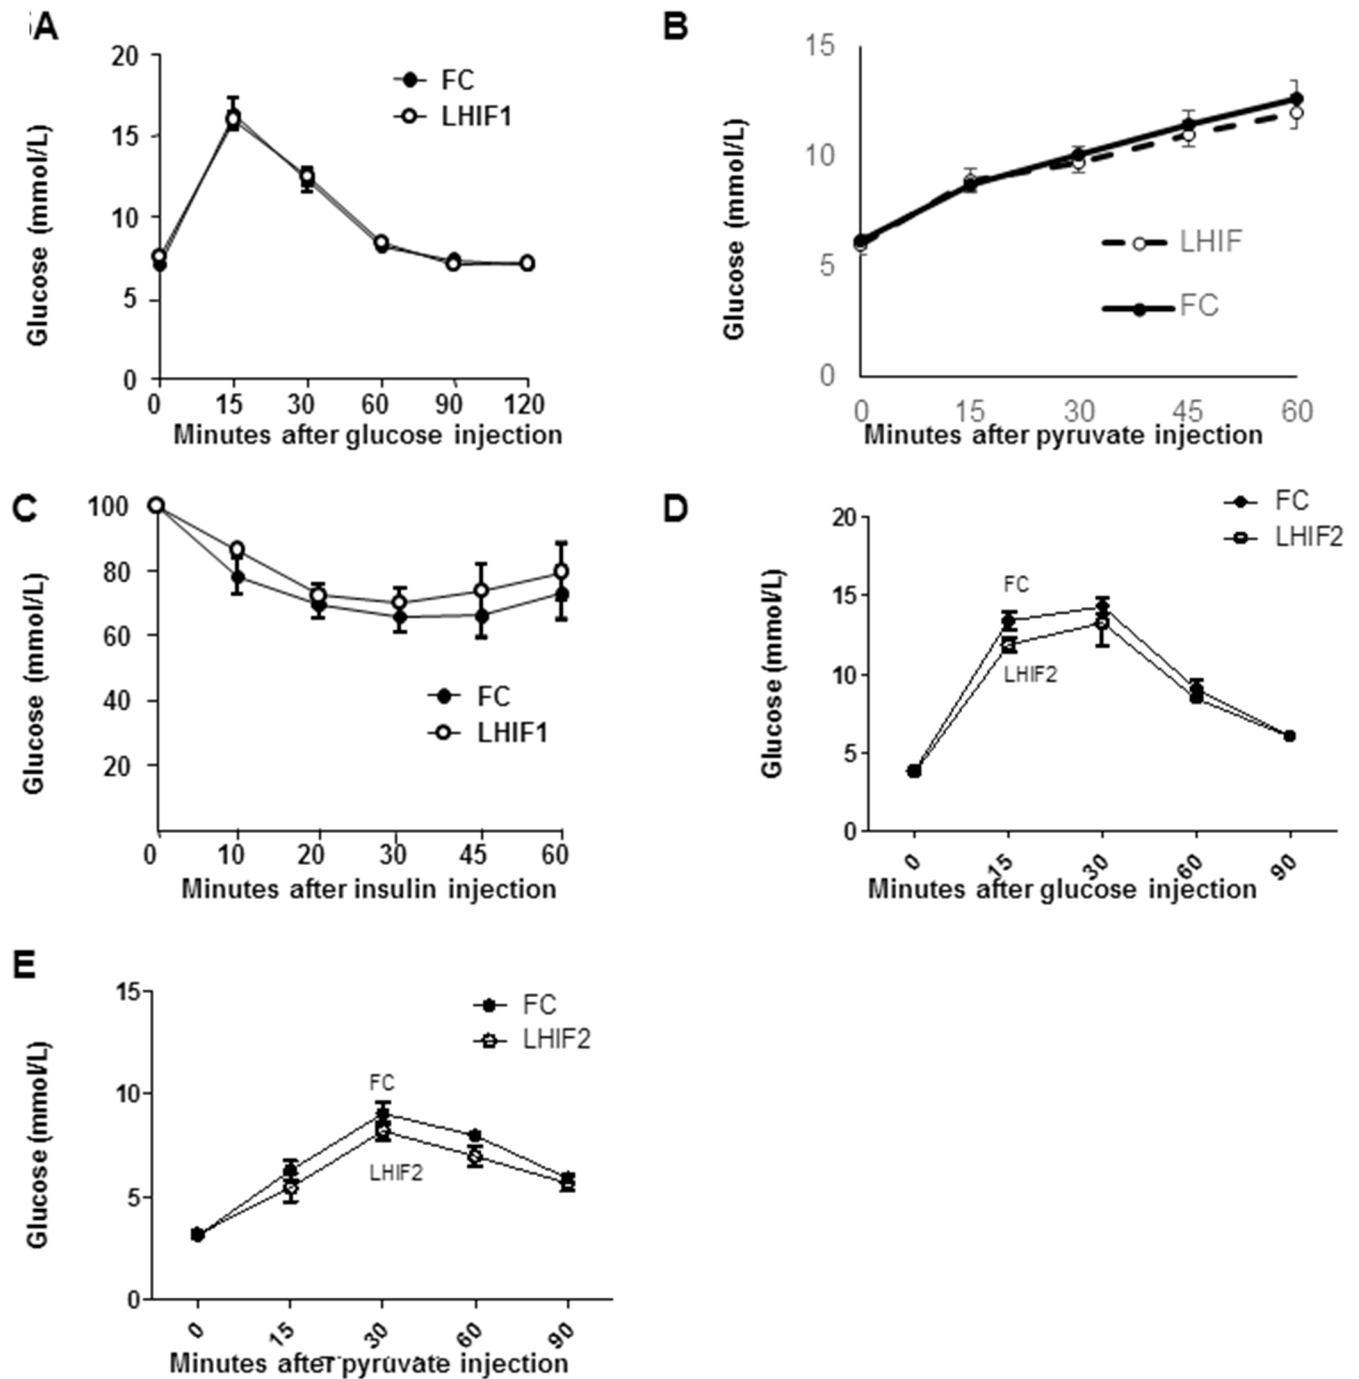 A
20
15
10
5
0
Glucose (mmol/L)
FC
LHIF1
0 15 30 60 90 120
Minutes after glucose injection
B
15
10
5
0
Glucose (mmol/L)
LHIF
FC
0 15 30 45 60
Minutes after pyruvate injection
C
100
80
60
40
20
Glucose (mmol/L)
FC
LHIF1
0 10 20 30 45 60
Minutes after insulin injection
D
FC
LHIF2
20
15
10
5
0
Glucose (mmol/L)
FC
LHIF2
0 15 30 60 90
Minutes after glucose injection
E
15
10
5
0
Glucose (mmol/L)
FC
LHIF2
FC
LHIF2
0 15 30 60 90
Minutes after pyruvate injection